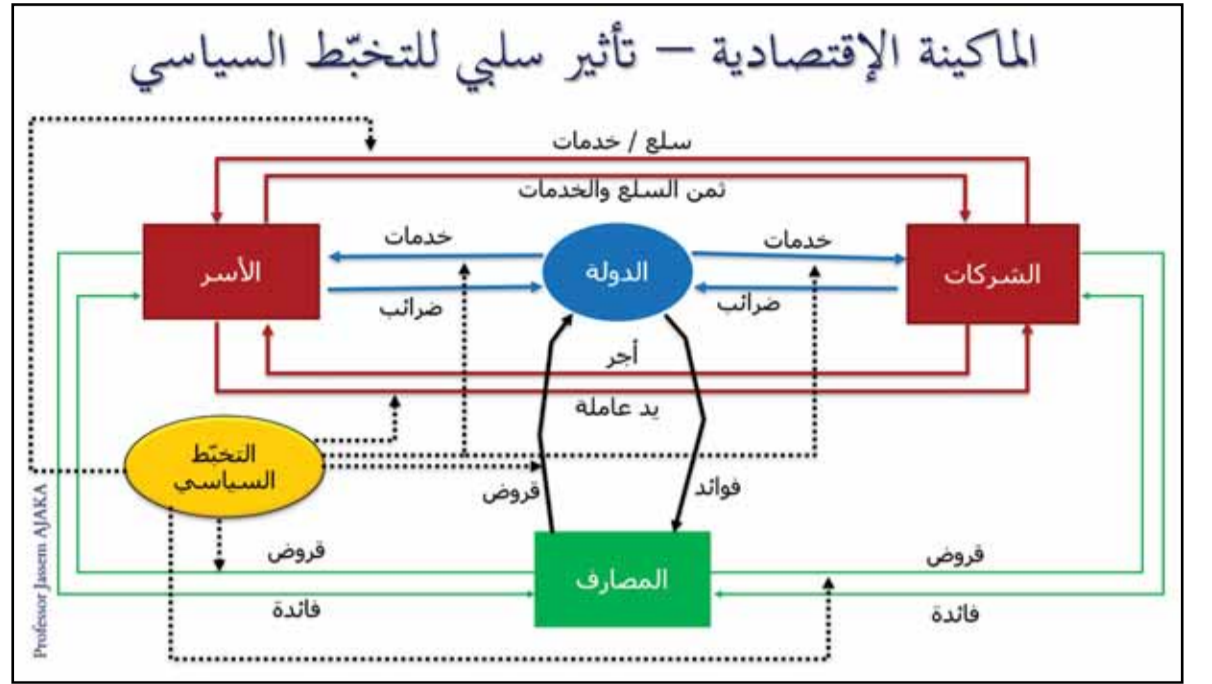 الماكينة الإقتصادية – تأثير سلبي للتخبّط السياسي
سلع / خدمات
ثمن السلع والخدمات
خدمات
خدمات
الشركات
الدولة
الأسر
ضرائب
ضرائب
أجر
يد عاملة
التخبّط
السياسي
فوائد
قروض
قروض
المصارف
قروض
فائدة
فائدة
Professor Jassem AJAKA